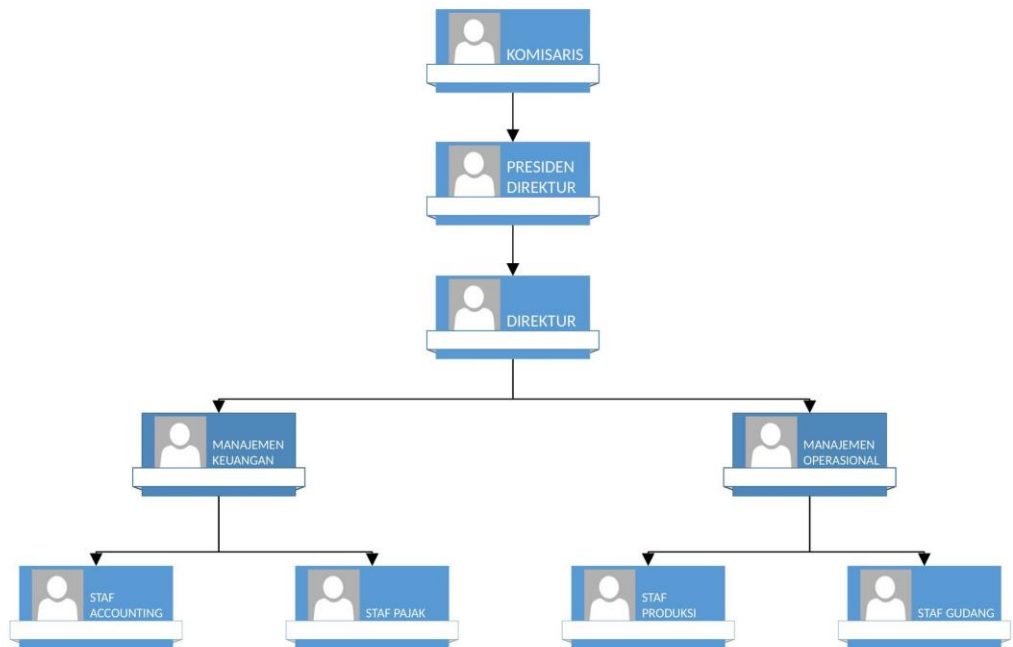 KOMISARIS
PRESIDEN
DIREKTUR
DIREKTUR
MANAJEMEN
KEUANGAN
MANAJEMEN
OPERASIONAL
STAF
ACCOUNTING
STAF PAJAK
STAF
PRODUKSI
STAF GUDANG